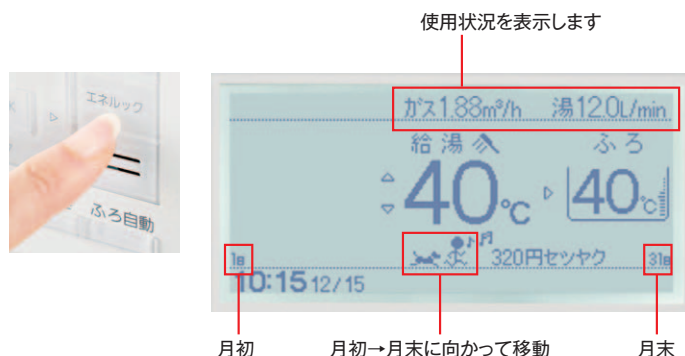 使用状況を表示します
エネルック
ふろ自動
ガス1.88m³/h 湯12.0L/min
給湯 ふろ
40℃ 40℃
320円セツヤク
1日 31日
10:15 12/15
月初 月初→月末に向かって移動 月末